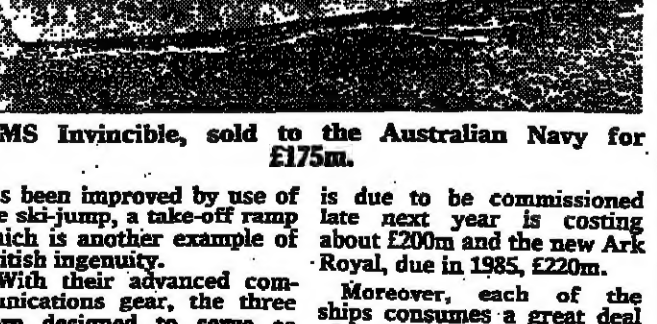 MS Invincible, sold to the Australian Navy for
£175m.
s been improved by use of
e ski-jump, a take-off ramp
hich is another example of
itish ingenuity.
With their advanced com-
unications gear, the three
designed to
is due to be commissioned
late next year is costing
about £200m and the new Ark
Royal, due in 1985, £220m.
Moreover, each of the
ships consumes a great deal